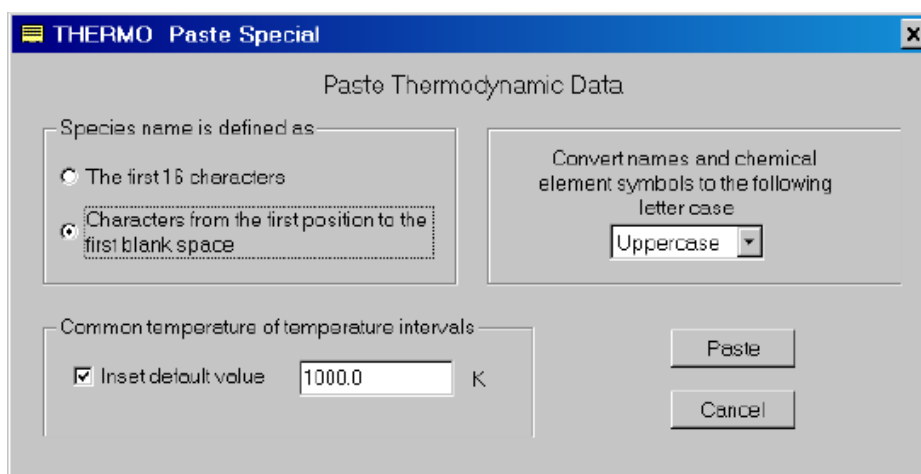 THERMO Paste Special
Paste Thermodynamic Data
Species name is defined as
The first 16 characters
Characters from the first position to the
first blank space
Convert names and chemical
element symbols to the following
letter case
Uppercase
Common temperature of temperature intervals
Inset default value 1000.0 K
Paste
Cancel